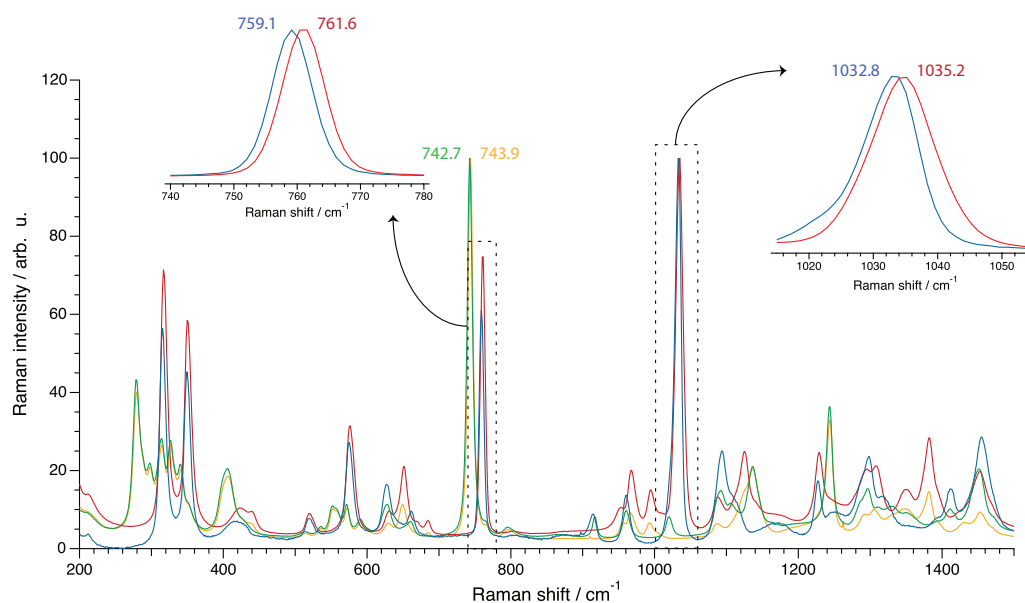 759.1 761.6
740 750 760 770 780
Raman shift / cm-1
1032.8 1035.2
1020 1030 1040 1050
Raman shift / cm-1
742.7 743.9
120
100
80
60
40
20
0
Raman intensity / arb. u.
200 400 600 800 1000 1200 1400
Raman shift / cm-1